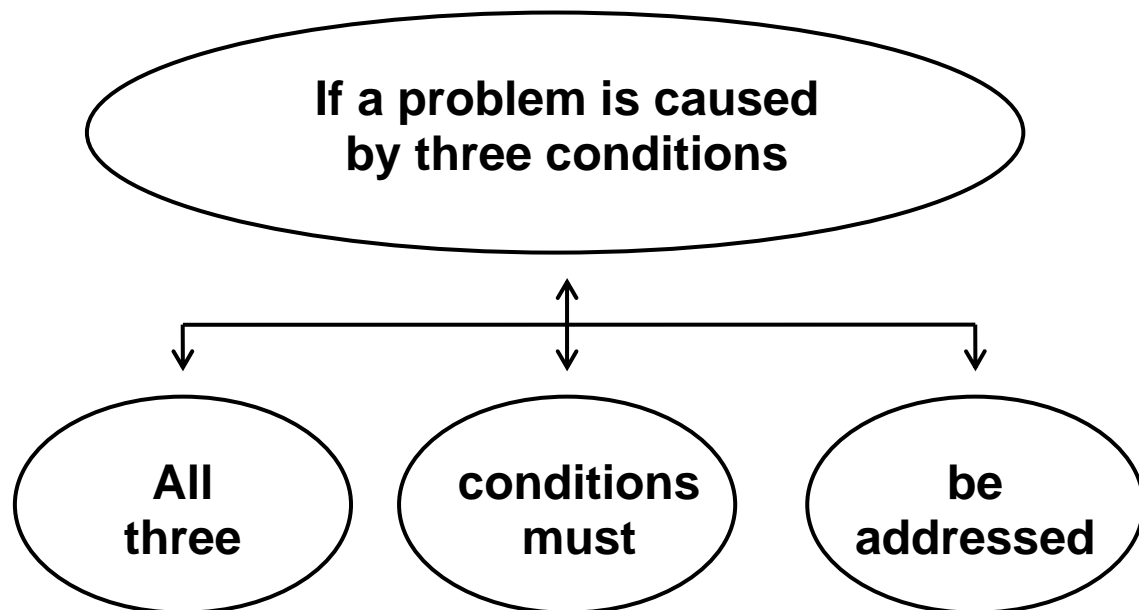 If a problem is caused
by three conditions
All
three
conditions
must
be
addressed